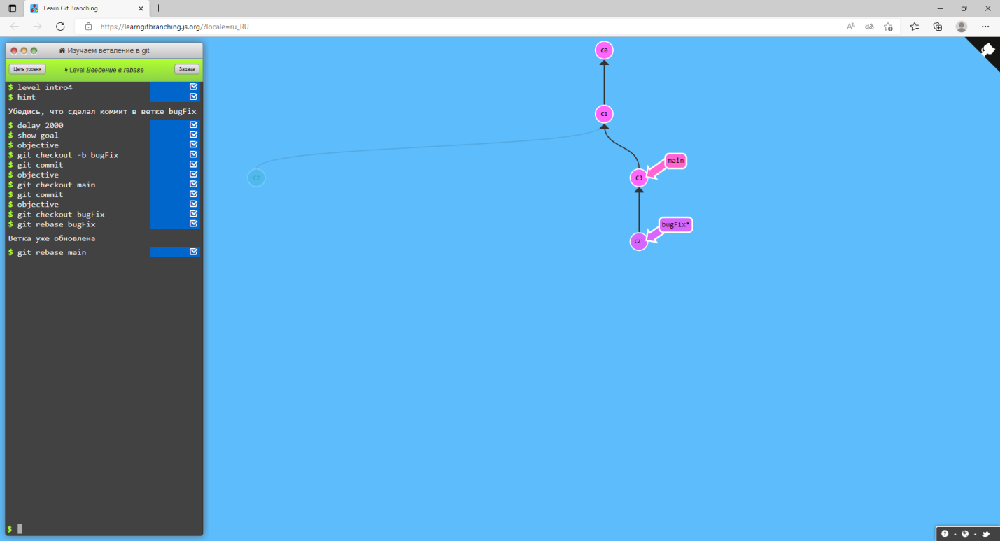 Learn Git Branching
https://learngitbranching.js.org/?locale=ru_RU
Изучаем ветвление в git
Цель уровня
Level Введение в rebase
Задача
$ level intro4
$ hint
Убедись, что сделал коммит в ветке bugFix
$ delay 2000
$ show goal
$ objective
$ git checkout -b bugFix
$ git commit
$ objective
$ git checkout main
$ git commit
$ objective
$ git checkout bugFix
$ git rebase bugFix
Ветка уже обновлена
$ git rebase main
$
C0
C1
main
C2
C3
bugFix*
C2'